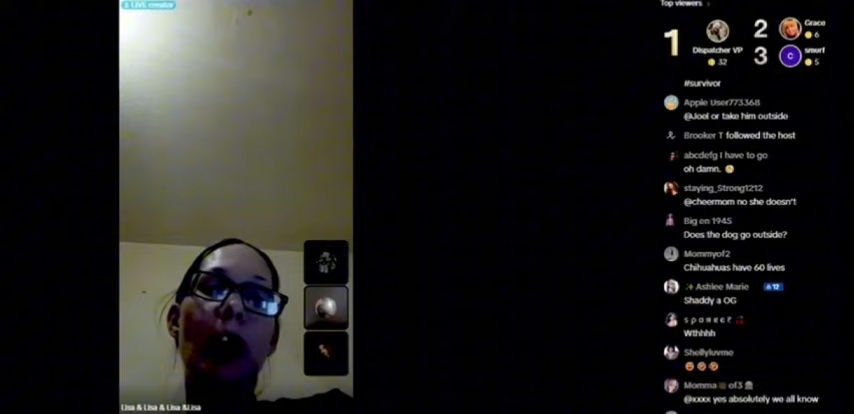 LIVE creator
Lisa & Lisa & Lisa &Lisa
Top viewers
1
Dispatcher VP
32
2
Grace
6
3
C
smurf
5
#survivor
Apple User773368
@Joel or take him outside
Brooker T followed the host
abcdefg I have to go
oh damn.
staying_Strong1212
@cheermom no she doesn't
Big en 1945
Does the dog go outside?
Mommyof2
Chihuahuas have 60 lives
Ashlee Marie
12
Shaddy a OG
Wthhhh
Shellyluvme
Momma of3
@xxxx yes absolutely we all know